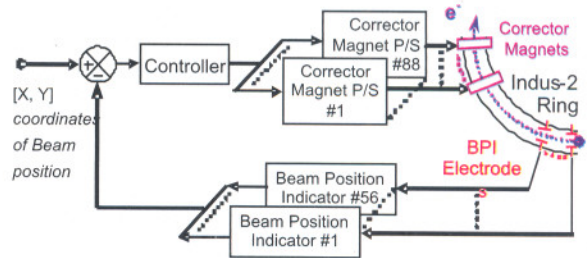 Corrector
Magnet P/S
#88
Corrector
Magnet P/S
#1
Controller
e-
Corrector
Magnets
Indus-2
Ring
[X, Y]
coordinates
of Beam
position
BPI
Electrode
s
Beam Position
Indicator #56
Beam Position
Indicator #1